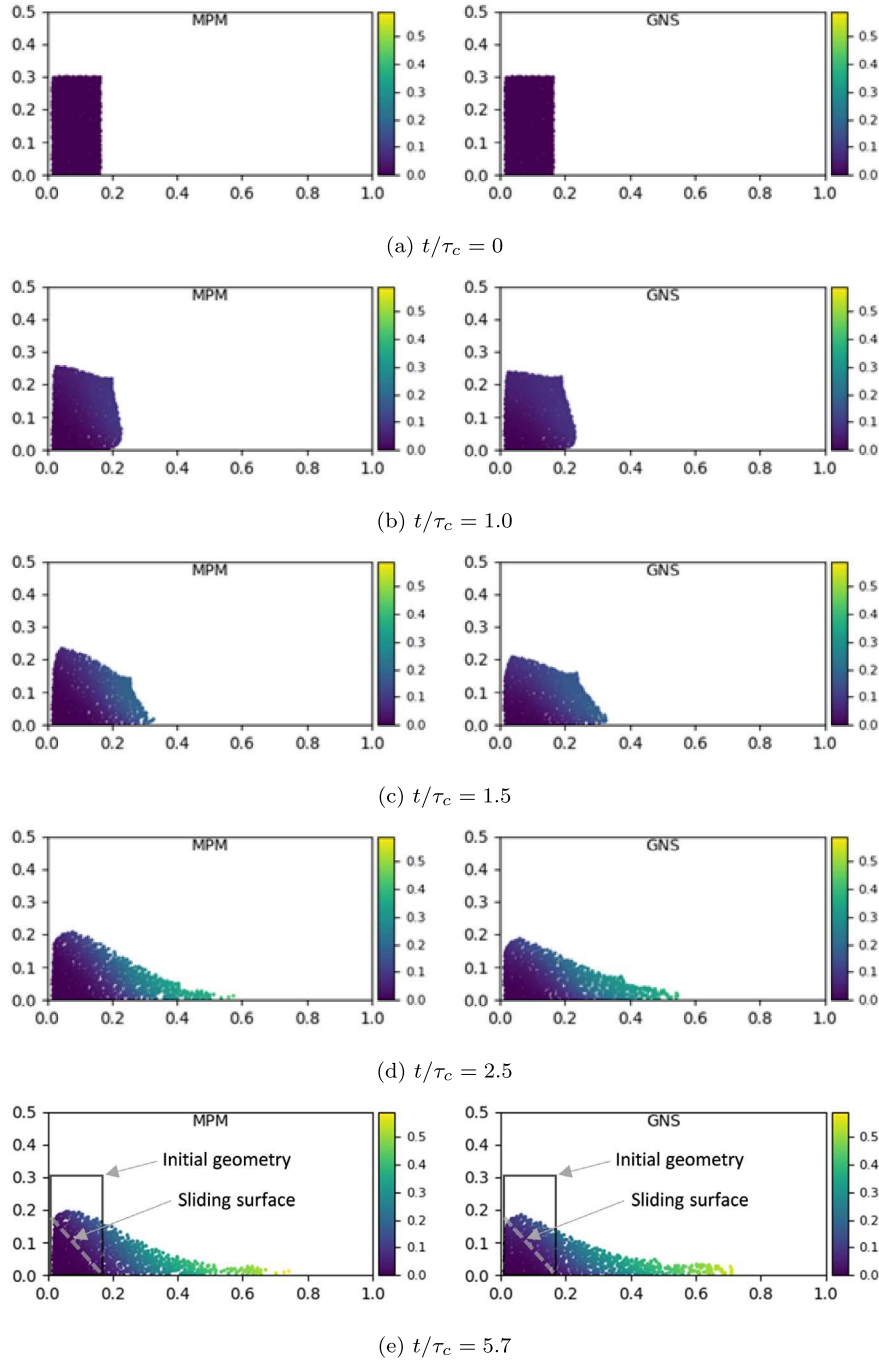 MPM GNS
0.5 0.5 0.4 0.3 0.2 0.1 0.0 0.5 0.5 0.4 0.3 0.2 0.1 0.0
0.4 0.4
0.3 0.3
0.2 0.2
0.1 0.1
0.0 0.0
0.0 0.2 0.4 0.6 0.8 1.0 0.0 0.2 0.4 0.6 0.8 1.0
(a) t/τc = 0
MPM GNS
0.5 0.5 0.4 0.3 0.2 0.1 0.0 0.5 0.5 0.4 0.3 0.2 0.1 0.0
0.4 0.4
0.3 0.3
0.2 0.2
0.1 0.1
0.0 0.0
0.0 0.2 0.4 0.6 0.8 1.0 0.0 0.2 0.4 0.6 0.8 1.0
(b) t/τc = 1.0
MPM GNS
0.5 0.5 0.4 0.3 0.2 0.1 0.0 0.5 0.5 0.4 0.3 0.2 0.1 0.0
0.4 0.4
0.3 0.3
0.2 0.2
0.1 0.1
0.0 0.0
0.0 0.2 0.4 0.6 0.8 1.0 0.0 0.2 0.4 0.6 0.8 1.0
(c) t/τc = 1.5
MPM GNS
0.5 0.5 0.4 0.3 0.2 0.1 0.0 0.5 0.5 0.4 0.3 0.2 0.1 0.0
0.4 0.4
0.3 0.3
0.2 0.2
0.1 0.1
0.0 0.0
0.0 0.2 0.4 0.6 0.8 1.0 0.0 0.2 0.4 0.6 0.8 1.0
(d) t/τc = 2.5
MPM GNS
0.5 0.5 0.4 0.3 0.2 0.1 0.0 0.5 0.5 0.4 0.3 0.2 0.1 0.0
0.4 0.4
Initial geometry Initial geometry
0.3 0.3
Sliding surface Sliding surface
0.2 0.2
0.1 0.1
0.0 0.0
0.0 0.2 0.4 0.6 0.8 1.0 0.0 0.2 0.4 0.6 0.8 1.0
(e) t/τc = 5.7